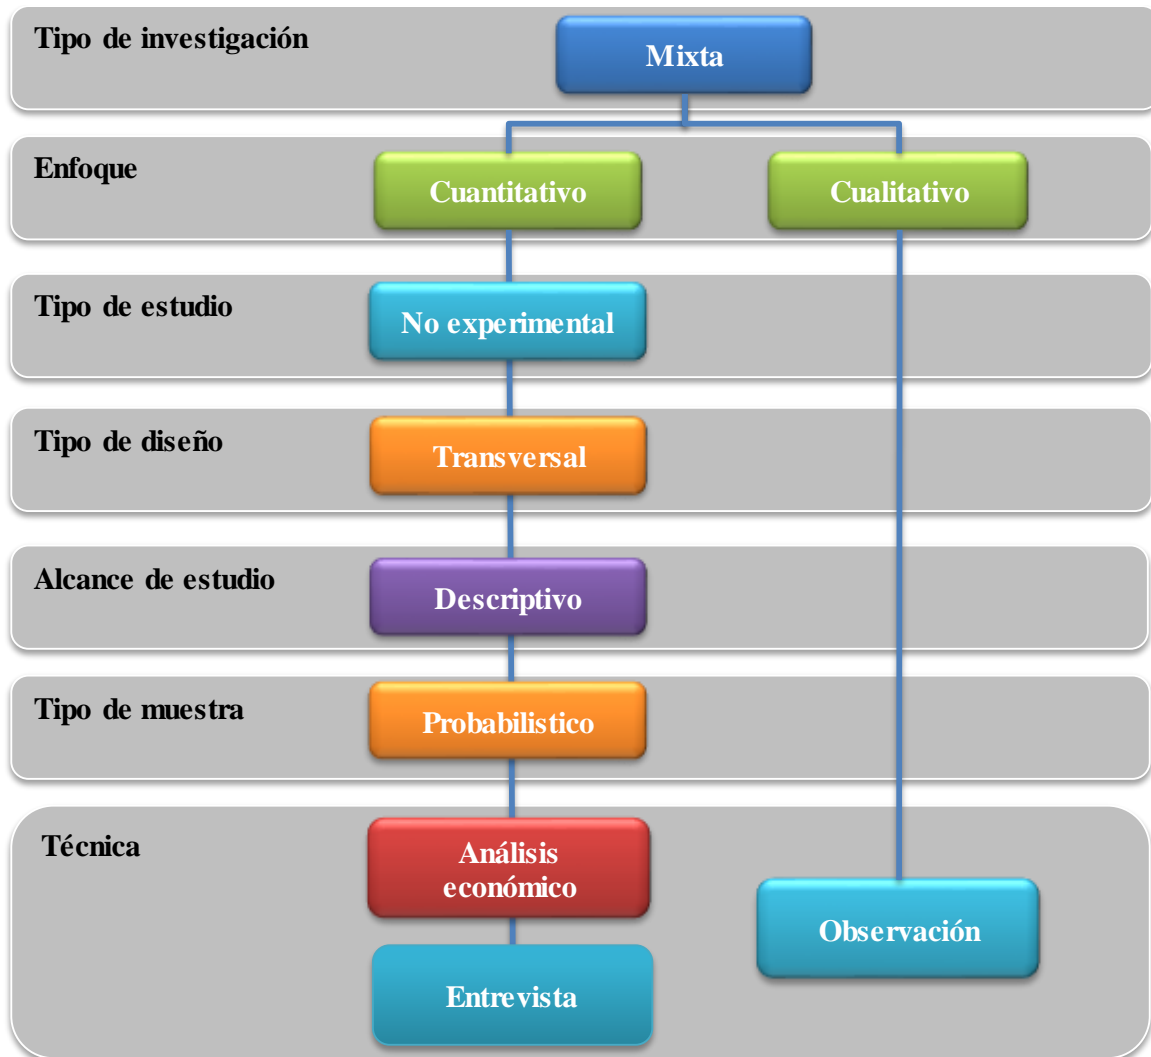 Tipo de investigación
Mixta
Enfoque
Cuantitativo
Cualitativo
Tipo de estudio
No experimental
Tipo de diseño
Transversal
Alcance de estudio
Descriptivo
Tipo de muestra
Probabilistico
Técnica
Análisis
económico
Observación
Entrevista